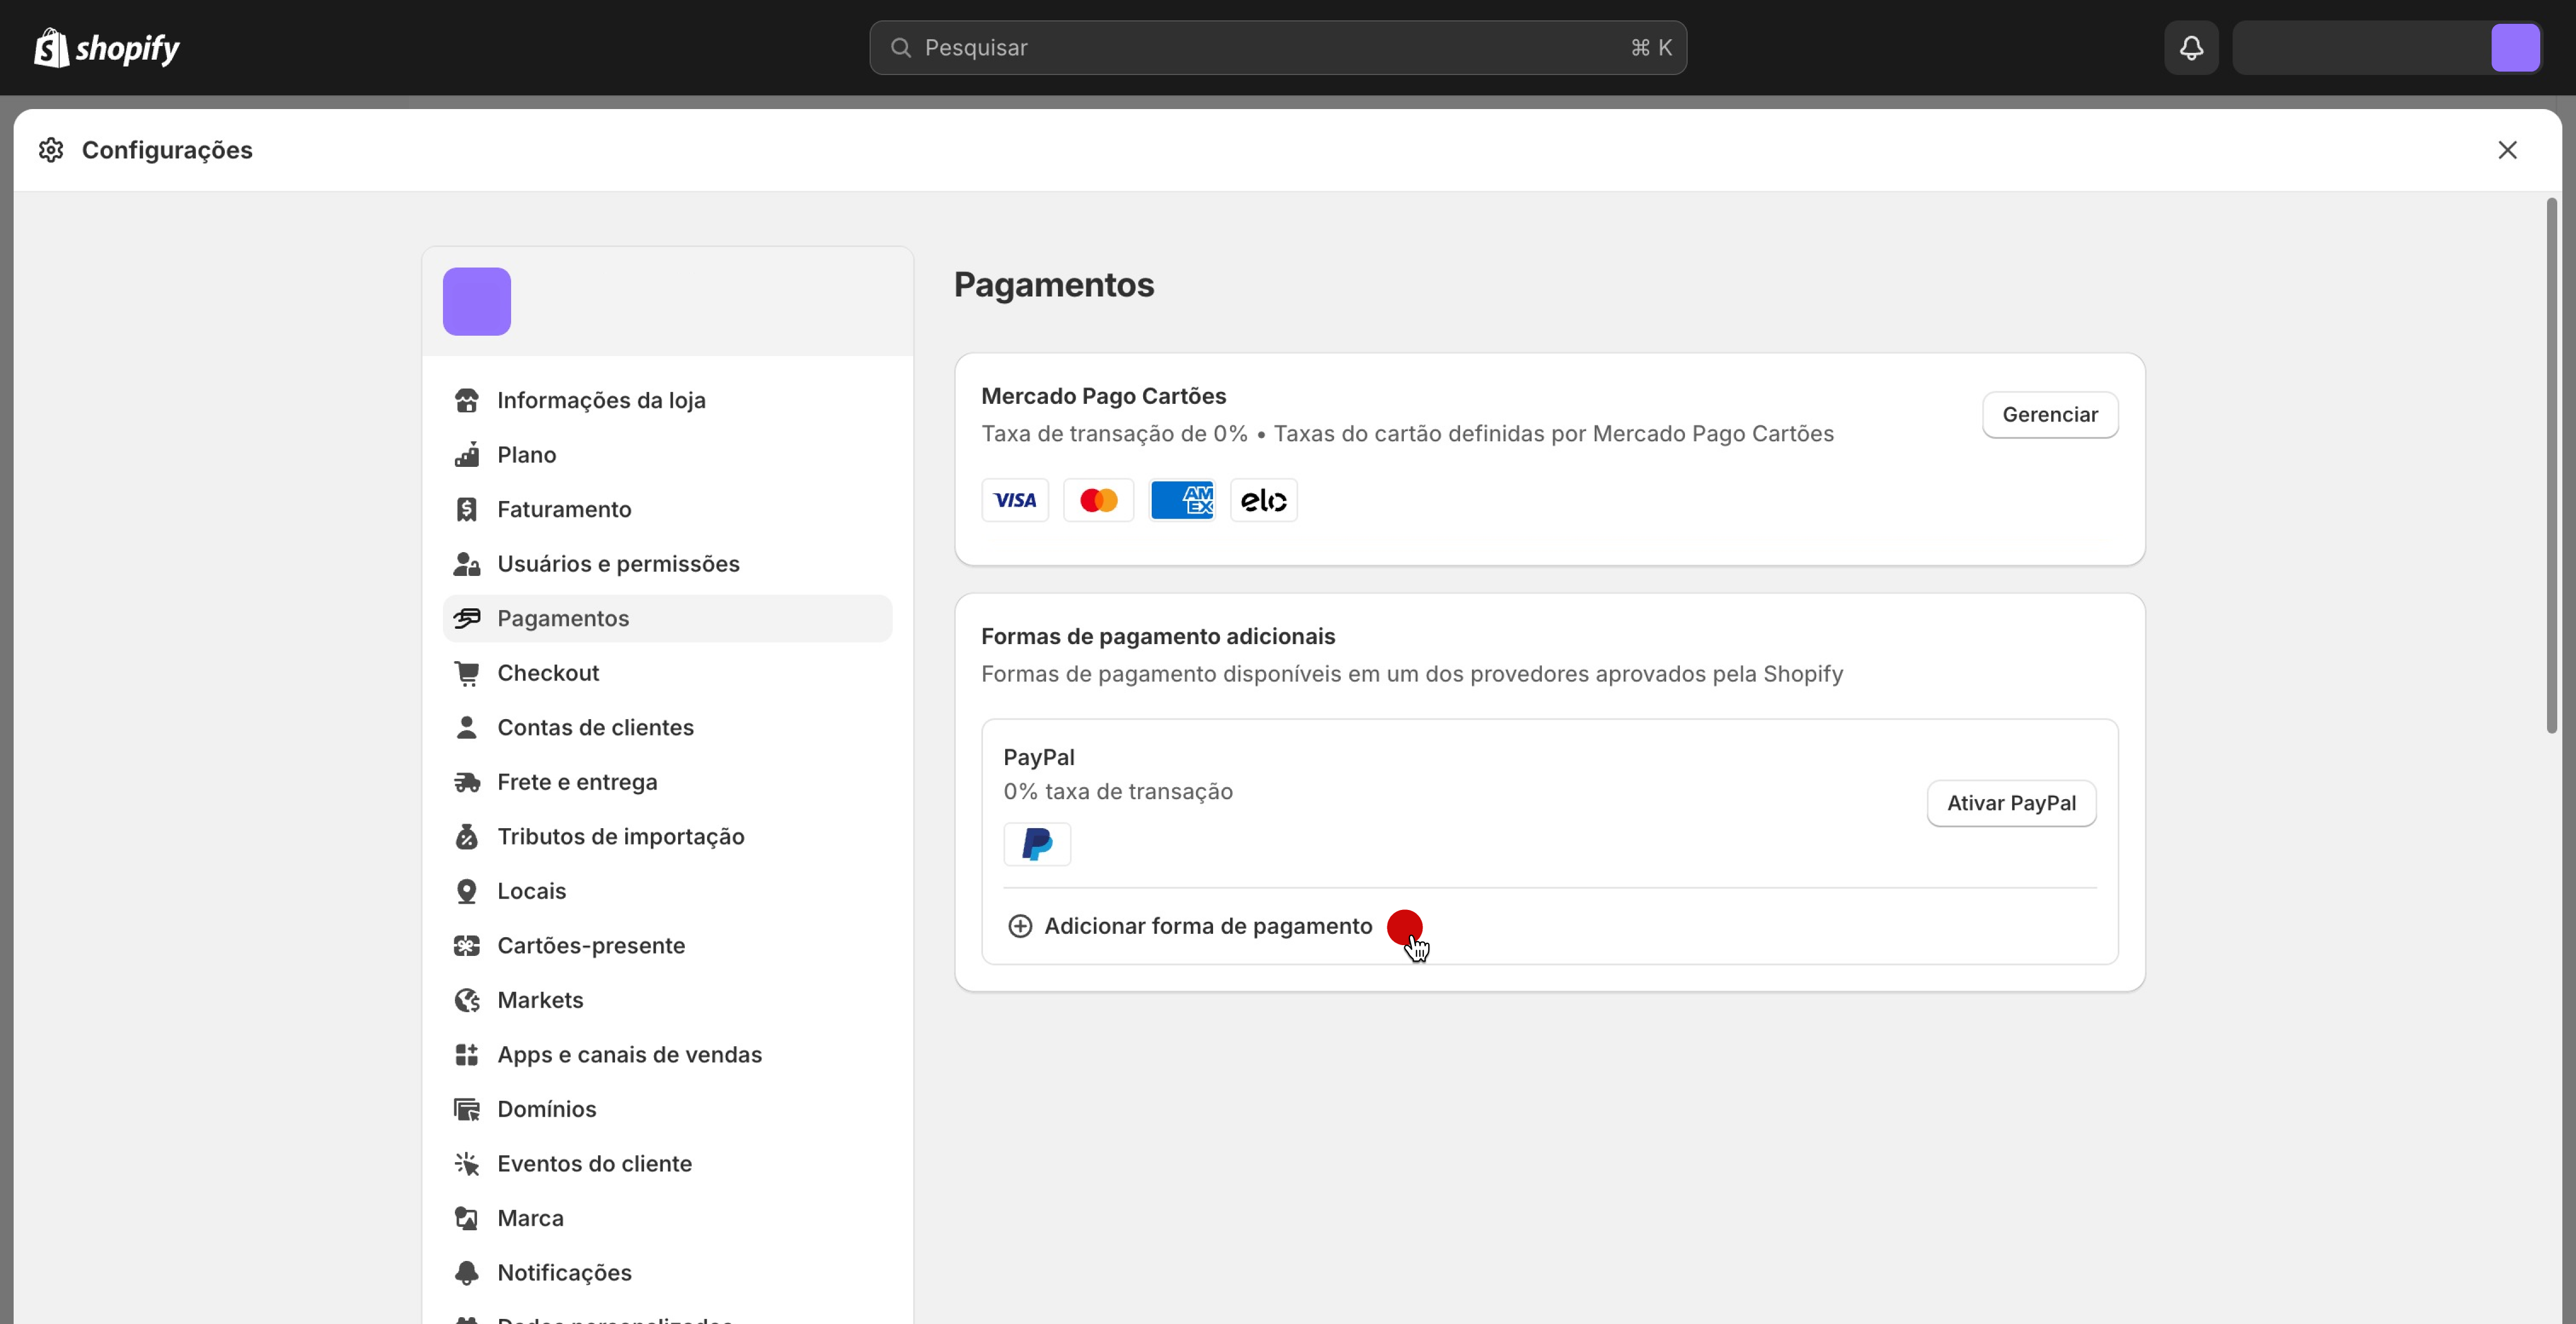 shopify
Pesquisar
⌘ K
Configurações
Informações da loja
Plano
Faturamento
Usuários e permissões
Pagamentos
Checkout
Contas de clientes
Frete e entrega
Tributos de importação
Locais
Cartões-presente
Markets
Apps e canais de vendas
Domínios
Eventos do cliente
Marca
Notificações
Pagamentos
Mercado Pago Cartões
Taxa de transação de 0% • Taxas do cartão definidas por Mercado Pago Cartões
Gerenciar
VISA
AM
EX
elo
Formas de pagamento adicionais
Formas de pagamento disponíveis em um dos provedores aprovados pela Shopify
PayPal
0% taxa de transação
Ativar PayPal
Adicionar forma de pagamento